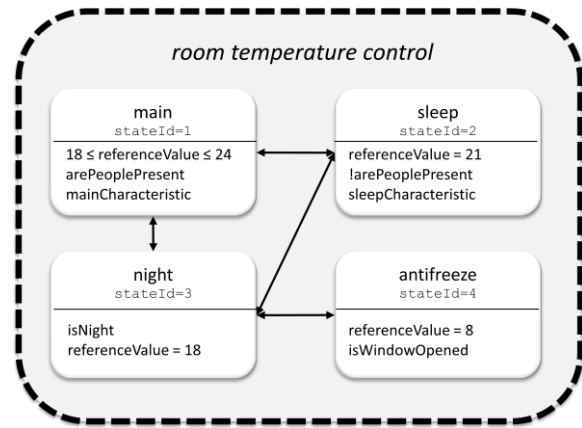 room temperature control
main
stateId=1
18 ≤ referenceValue ≤ 24
arePeoplePresent
mainCharacteristic
sleep
stateId=2
referenceValue = 21
!arePeoplePresent
sleepCharacteristic
night
stateId=3
isNight
referenceValue = 18
antifreeze
stateId=4
referenceValue = 8
isWindowOpened